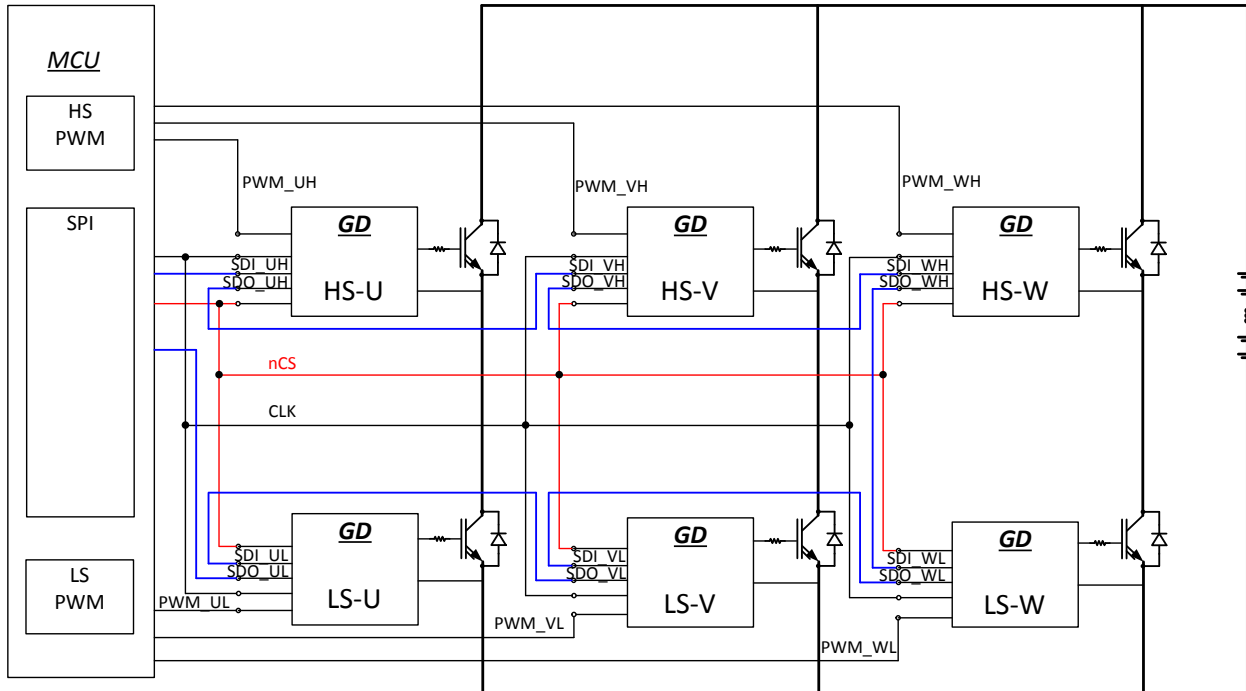 MCU
HS
PWM
SPI
LS
PWM
PWM_UH
PWM_VH
PWM_WH
GD
HS-U
SDI_UH
SDO_UH
GD
HS-V
SDI_VH
SDO_VH
GD
HS-W
SDI_WH
SDO_WH
nCS
CLK
GD
LS-U
SDI_UL
SDO_UL
PWM_UL
GD
LS-V
SDI_VL
SDO_VL
PWM_VL
GD
LS-W
SDI_WL
SDO_WL
PWM_WL